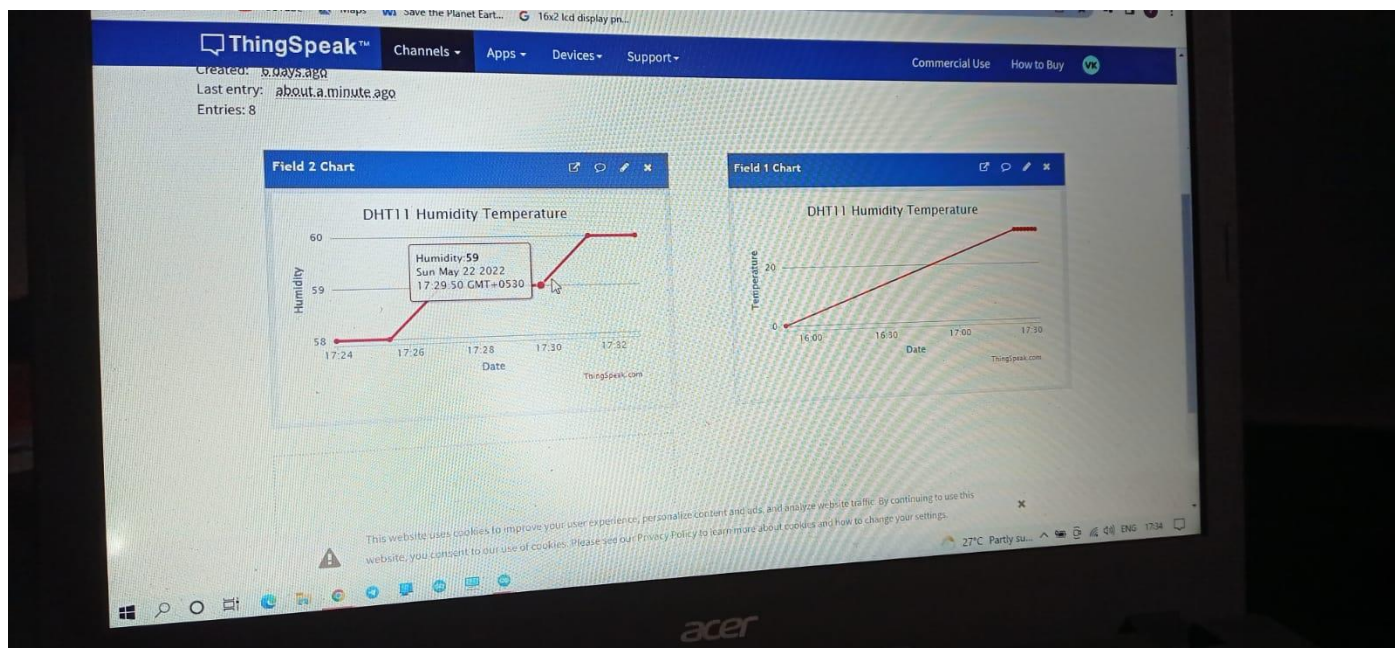 Save the Planet Eart...
16x2 lcd display pn...
ThingSpeak™
Channels
Apps
Devices
Support
Commercial Use
How to Buy
VK
Created: 6 days ago
Last entry: about a minute ago
Entries: 8
Field 2 Chart
DHT11 Humidity Temperature
60
59
58
Humidity
Humidity:59
Sun May 22 2022
17:29:50 GMT+0530
17:24
17:26
17:28
17:30
17:32
Date
ThingSpeak.com
Field 1 Chart
DHT11 Humidity Temperature
Temperature
20
0
16:00
16:30
17:00
17:30
Date
ThingSpeak.com
This website uses cookies to improve your user experience, personalize content and ads, and analyze website traffic. By continuing to use this
website, you consent to our use of cookies. Please see our Privacy Policy to learn more about cookies and how to change your settings.
27°C Partly su...
ENG
17:34
acer